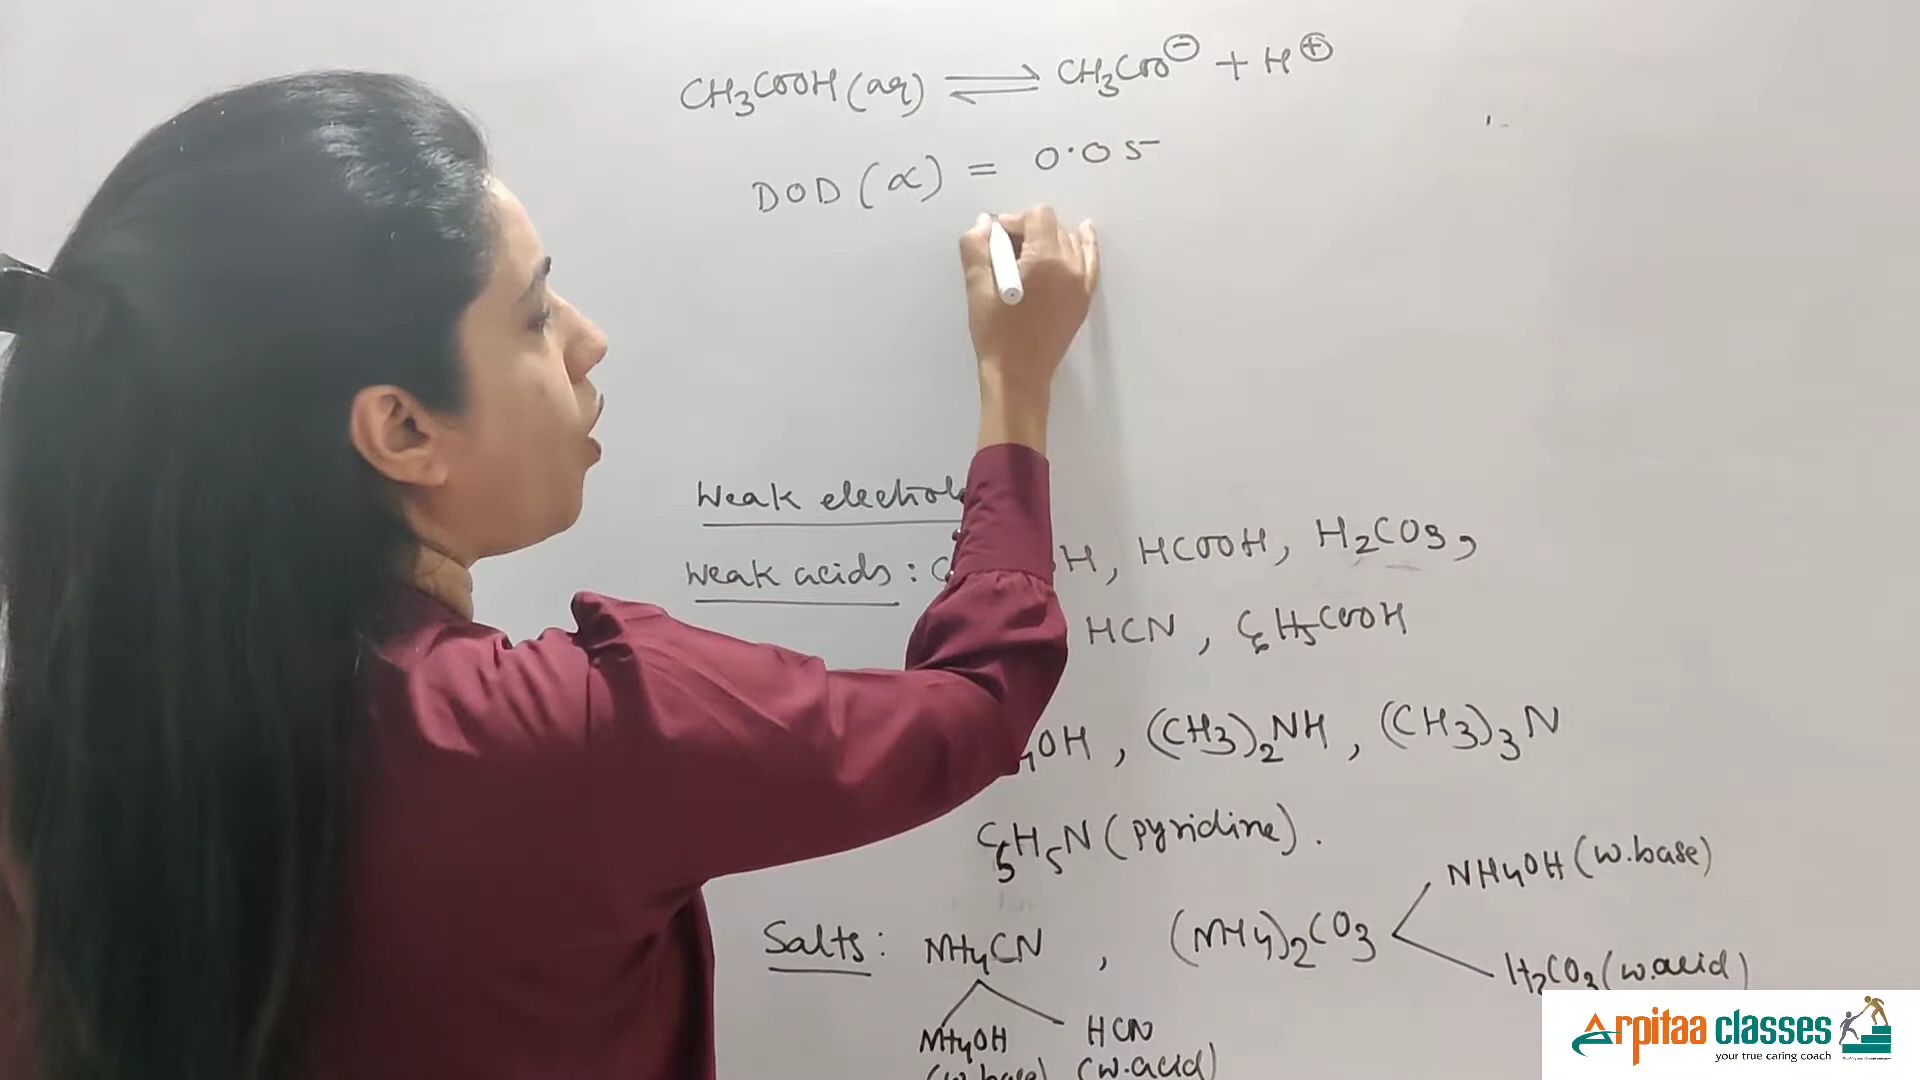 CH3COOH(aq) ⇌ CH3COO⊖ + H⊕
DOD (α) = 0.05
Weak
Weak acids : H, HCOOH, H2CO3,
HCN, C6H5COOH
OH, (CH3)2NH, (CH3)3N
C5H5N (pyridine).
NH4OH (w.base)
Salts : NH4CN, (NH4)2CO3
H2CO3 (w.acid)
NH4OH HCN
(w.base) (w.acid)
Arpitaa classes
your true caring coach